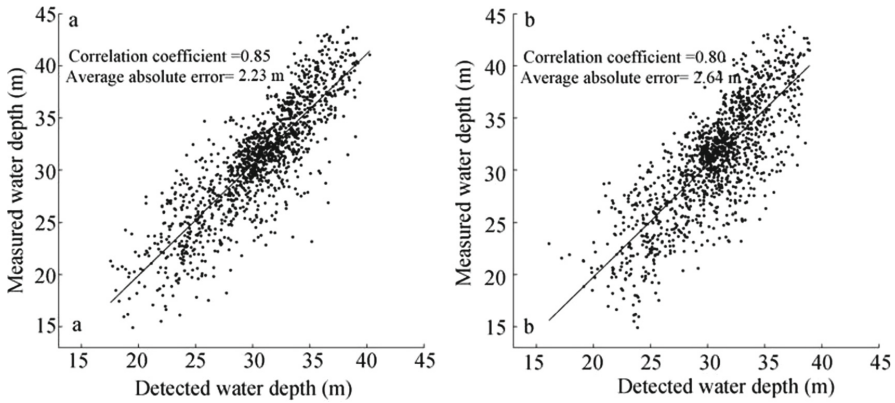 a
Correlation coefficient =0.85
Average absolute error= 2.23 m
45
40
35
30
25
20
15
a
15 20 25 30 35 40 45
Measured water depth (m)
Detected water depth (m)
b
Correlation coefficient =0.80
Average absolute error= 2.64 m
45
40
35
30
25
20
15
b
15 20 25 30 35 40 45
Measured water depth (m)
Detected water depth (m)